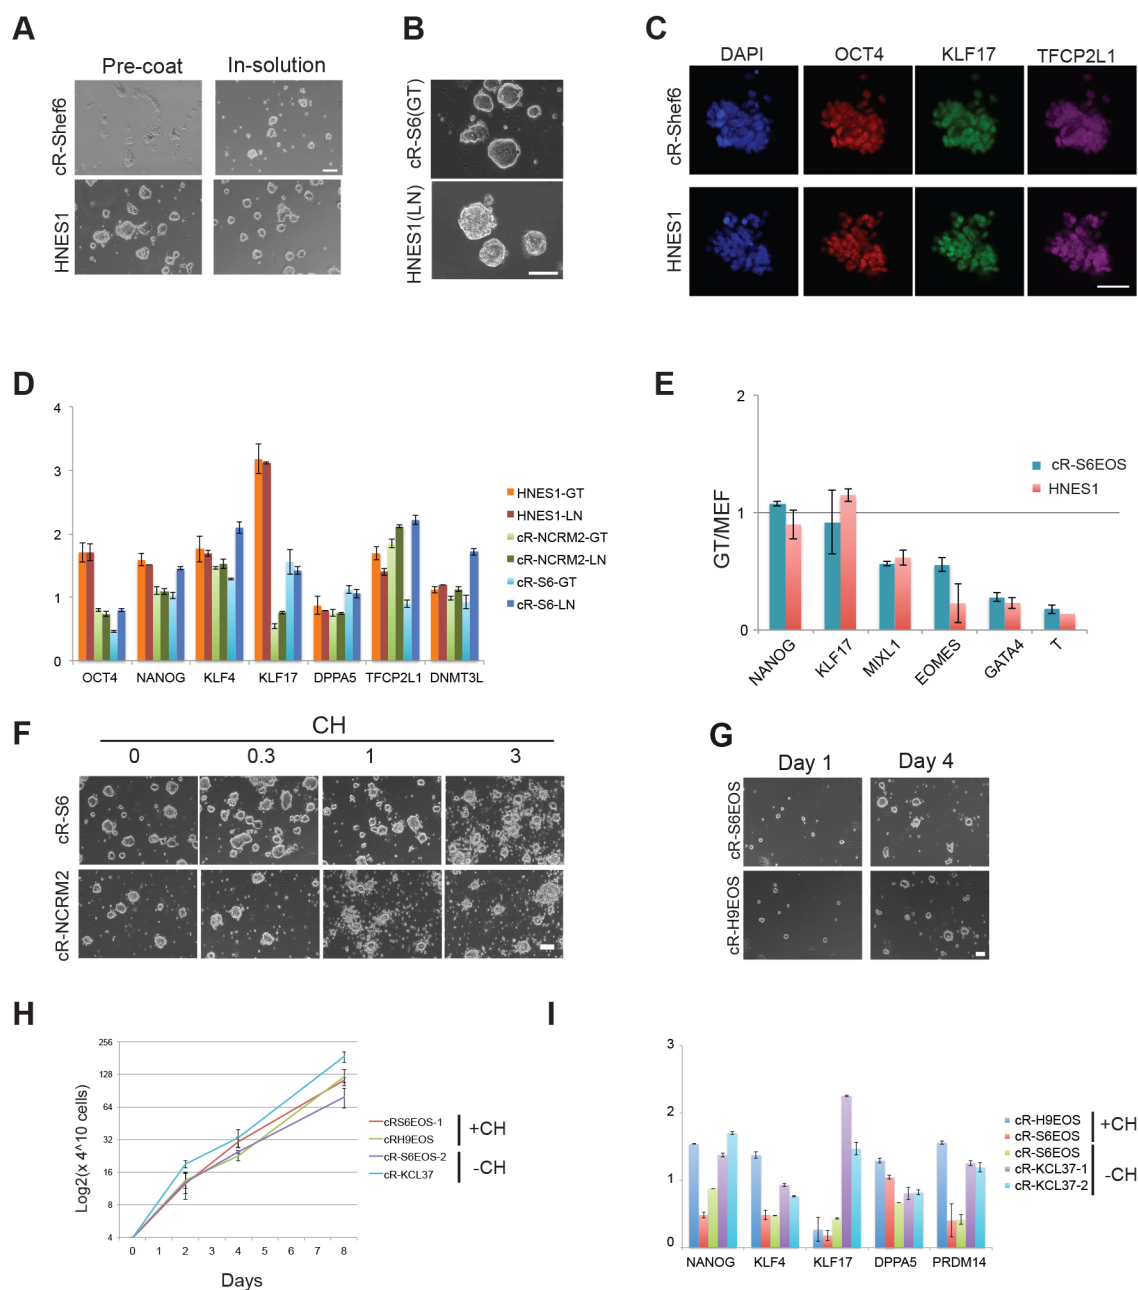 A
Pre-coat In-solution
cR-Shef6
HNES1
B
cR-S6(GT)
HNES1(LN)
C
DAPI OCT4 KLF17 TFCP2L1
cR-Shef6
HNES1
D
4
3
2
1
0
OCT4 NANOG KLF4 KLF17 DPPA5 TFCP2L1 DNMT3L
HNES1-GT
HNES1-LN
cR-NCRM2-GT
cR-NCRM2-LN
cR-S6-GT
cR-S6-LN
E
GT/MEF
2
1
0
NANOG KLF17 MIXL1 EOMES GATA4 T
cR-S6EOS
HNES1
F
CH
0 0.3 1 3
cR-S6
cR-NCRM2
G
Day 1 Day 4
cR-S6EOS
cR-H9EOS
H
Log2(x 4^10 cells)
256
128
64
32
16
8
4
0 1 2 3 4 5 6 7 8
Days
cRS6EOS-1
cRH9EOS
+CH
cR-S6EOS-2
cR-KCL37
-CH
I
3
2
1
0
NANOG KLF4 KLF17 DPPA5 PRDM14
cR-H9EOS
cR-S6EOS
+CH
cR-S6EOS
cR-KCL37-1
cR-KCL37-2
-CH